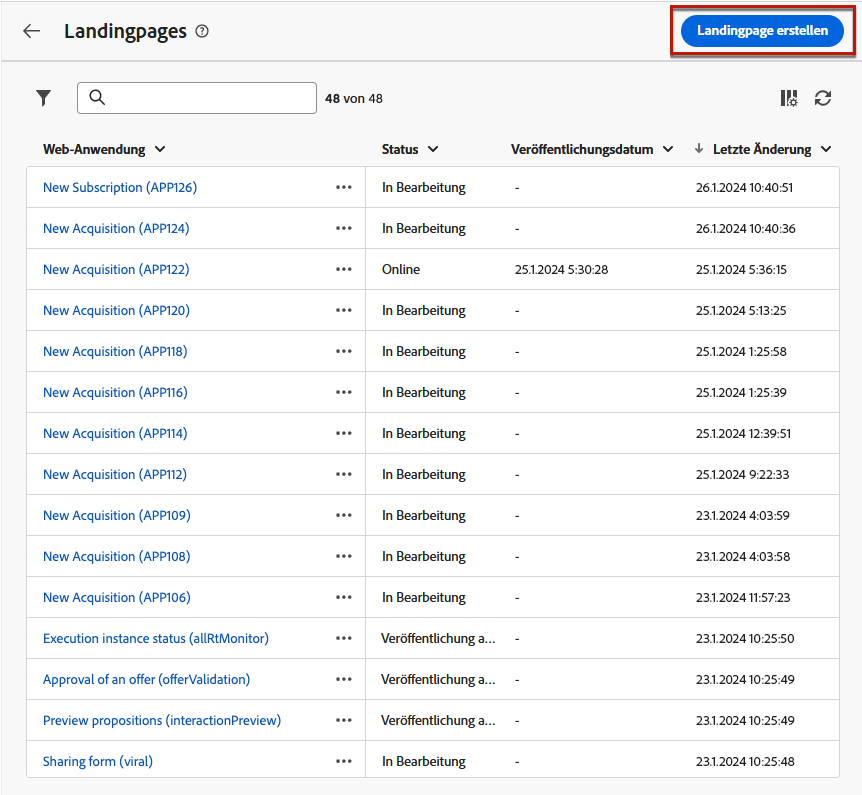 Landingpages
Landingpage erstellen
48 von 48
Web-Anwendung Status Veröffentlichungsdatum Letzte Änderung
New Subscription (APP126) In Bearbeitung - 26.1.2024 10:40:51
New Acquisition (APP124) In Bearbeitung - 26.1.2024 10:40:36
New Acquisition (APP122) Online 25.1.2024 5:30:28 25.1.2024 5:36:15
New Acquisition (APP120) In Bearbeitung - 25.1.2024 5:13:25
New Acquisition (APP118) In Bearbeitung - 25.1.2024 1:25:58
New Acquisition (APP116) In Bearbeitung - 25.1.2024 1:25:39
New Acquisition (APP114) In Bearbeitung - 25.1.2024 12:39:51
New Acquisition (APP112) In Bearbeitung - 25.1.2024 9:22:33
New Acquisition (APP109) In Bearbeitung - 23.1.2024 4:03:59
New Acquisition (APP108) In Bearbeitung - 23.1.2024 4:03:58
New Acquisition (APP106) In Bearbeitung - 23.1.2024 11:57:23
Execution instance status (allRtMonitor) Veröffentlichung a... - 23.1.2024 10:25:50
Approval of an offer (offerValidation) Veröffentlichung a... - 23.1.2024 10:25:49
Preview propositions (interactionPreview) Veröffentlichung a... - 23.1.2024 10:25:49
Sharing form (viral) In Bearbeitung - 23.1.2024 10:25:48